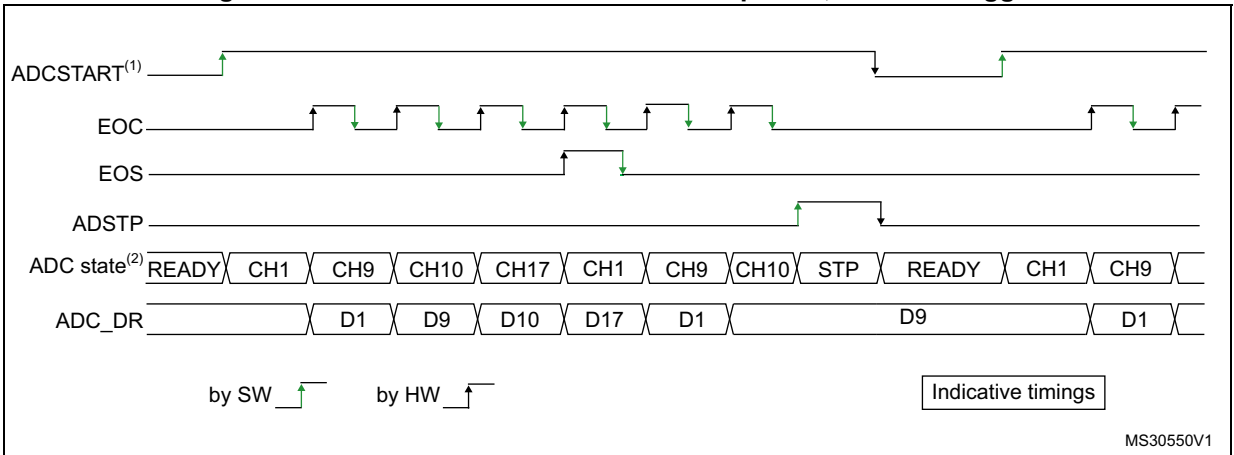 ADCSTART(1)
EOC
EOS
ADSTP
ADC state(2) READY CH1 CH9 CH10 CH17 CH1 CH9 CH10 STP READY CH1 CH9
ADC_DR D1 D9 D10 D17 D1 D9 D1
by SW by HW Indicative timings
MS30550V1